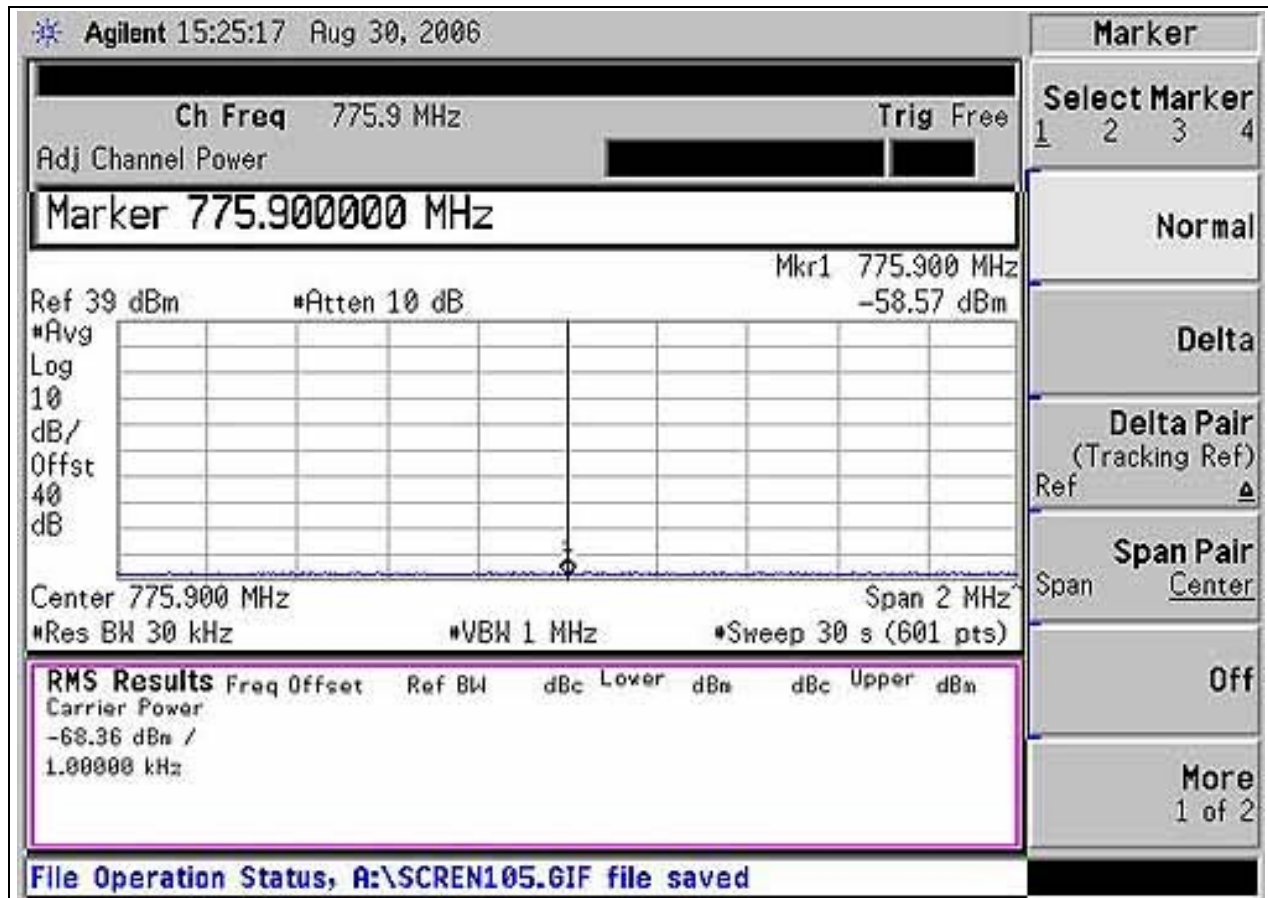 Agilent 15:25:17 Aug 30, 2006
Ch Freq 775.9 MHz Trig Free
Adj Channel Power
Marker 775.900000 MHz
Mkr1 775.900 MHz
Ref 39 dBm #Atten 10 dB -58.57 dBm
#Avg
Log
10
dB/
Offst
40
dB
1
Center 775.900 MHz Span 2 MHz^
#Res BW 30 kHz #VBW 1 MHz #Sweep 30 s (601 pts)
RMS Results Freq Offset Ref BW dBc Lower dBm dBc Upper dBm
Carrier Power
-68.36 dBm /
1.00000 kHz
File Operation Status, A:\SCREN105.GIF file saved
Marker
Select Marker
1 2 3 4
Normal
Delta
Delta Pair
(Tracking Ref)
Ref Δ
Span Pair
Span Center
Off
More
1 of 2